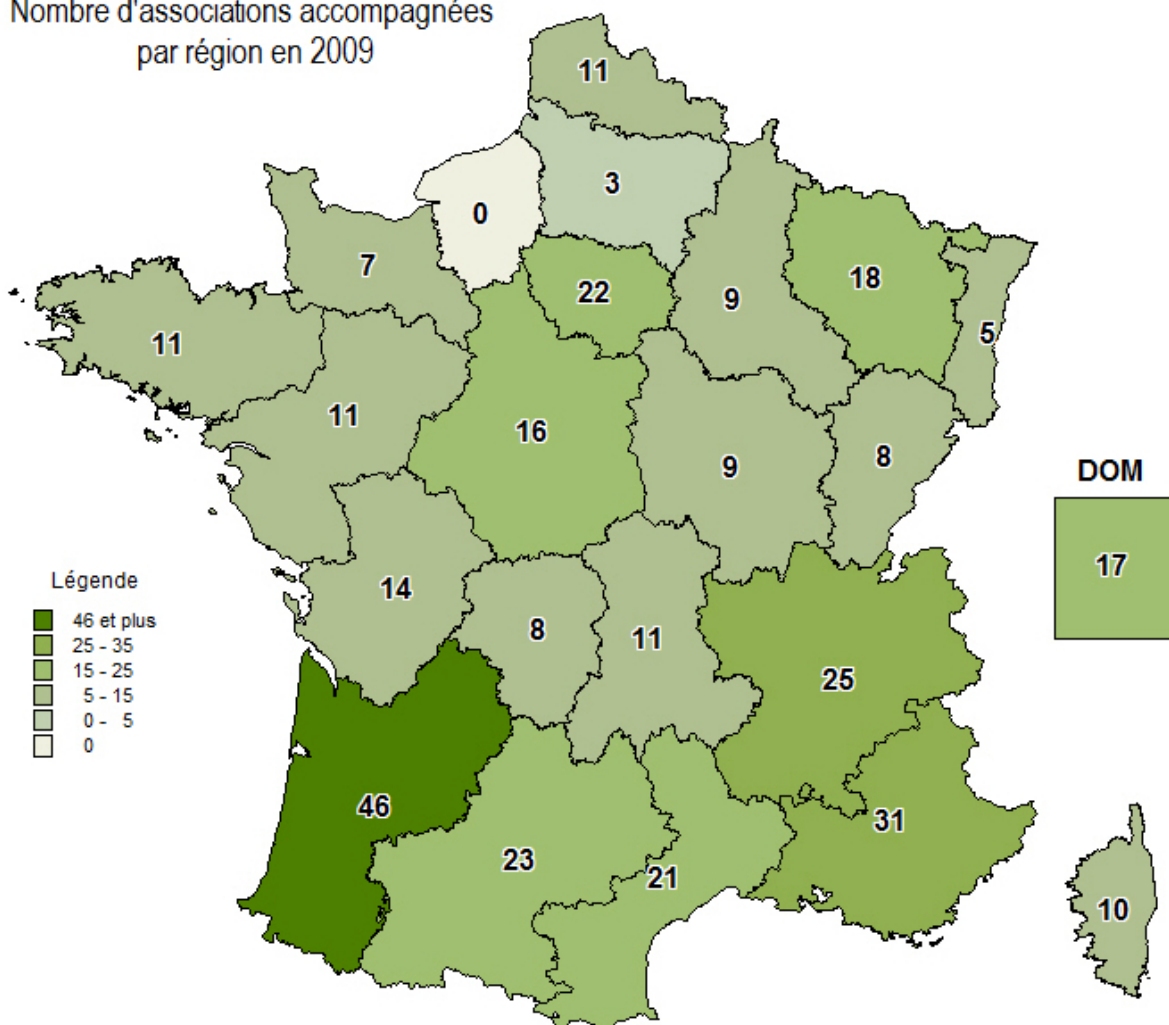 Nombre d'associations accompagnées
par région en 2009
11
3
0
7
22
9
18
5
11
11
16
9
8
DOM
17
14
8
11
25
46
23
21
31
10
Légende
46 et plus
25 - 35
15 - 25
5 - 15
0 - 5
0